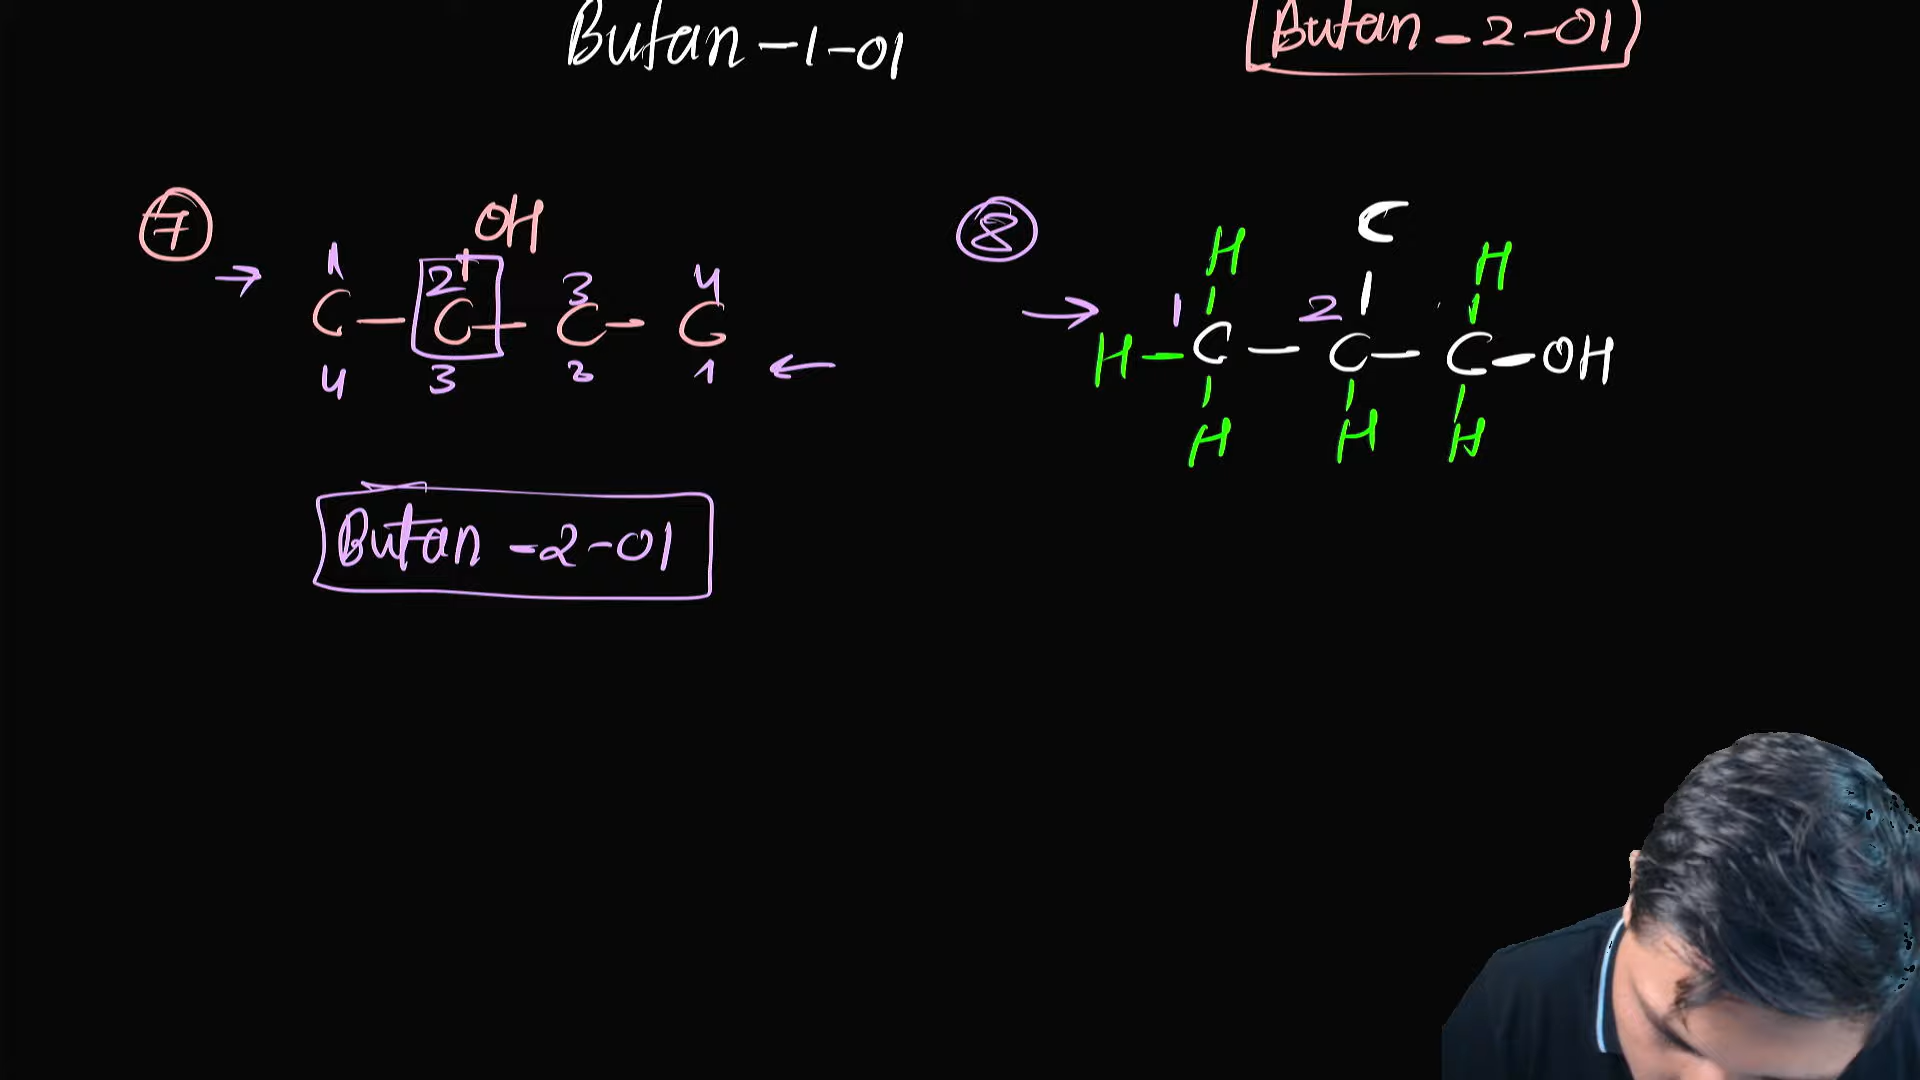 Butan-1-ol
Butan-2-ol
7
OH
→ 1 2 3 4
C-C-C-C
4 3 2 1 ←
Butan-2-ol
8
C
H H
→ 1 2
H-C-C-C-OH
H H H